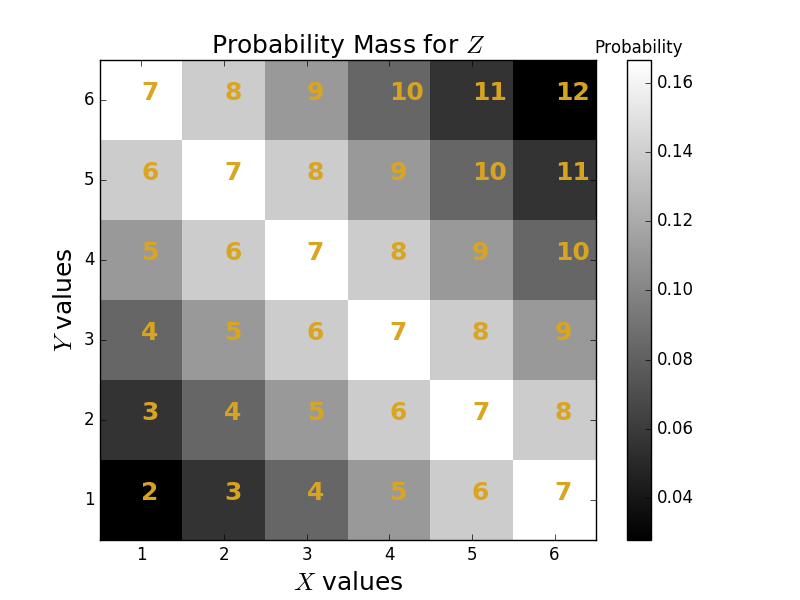 Probability Mass for Z
Probability
6 7 8 9 10 11 12
5 6 7 8 9 10 11
4 5 6 7 8 9 10
3 4 5 6 7 8 9
2 3 4 5 6 7 8
1 2 3 4 5 6 7
1 2 3 4 5 6
X values
Y values
0.16
0.14
0.12
0.10
0.08
0.06
0.04